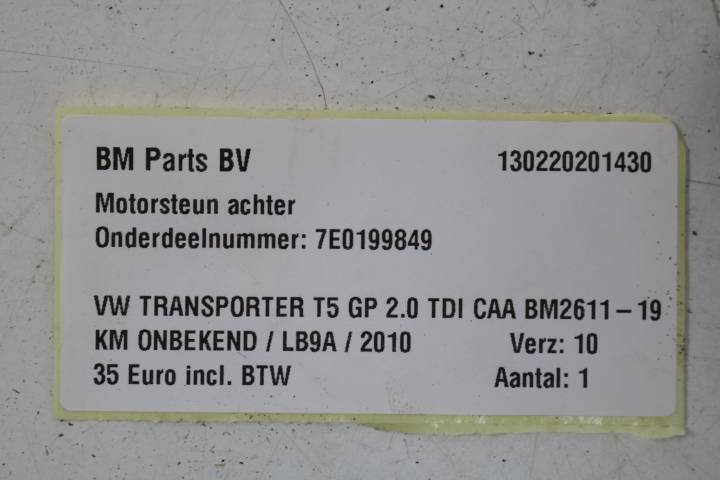 BM Parts BV 130220201430
Motorsteun achter
Onderdeelnummer: 7E0199849
VW TRANSPORTER T5 GP 2.0 TDI CAA BM2611-19
KM ONBEKEND / LB9A / 2010 Verz: 10
35 Euro incl. BTW Aantal: 1